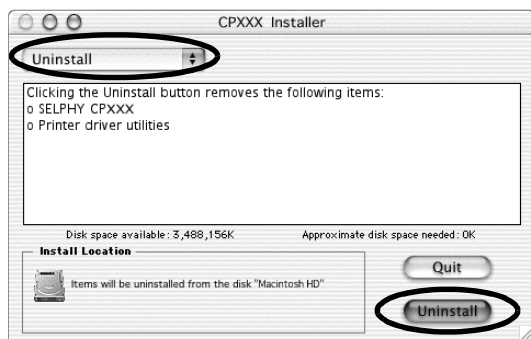 CPXXX Installer
Uninstall
Clicking the Uninstall button removes the following items:
o SELPHY CPXXX
o Printer driver utilities
Disk space available: 3,488,156K Approximate disk space needed: 0K
Install Location
Items will be uninstalled from the disk "Macintosh HD"
Quit
Uninstall